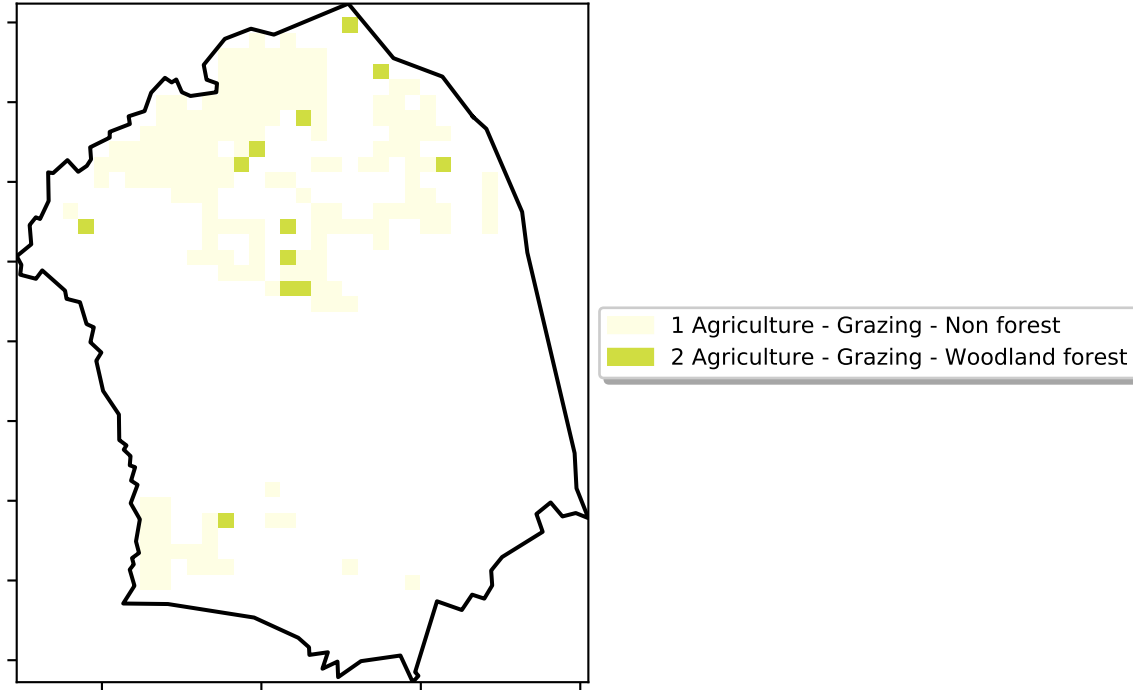 1 Agriculture - Grazing - Non forest
2 Agriculture - Grazing - Woodland forest